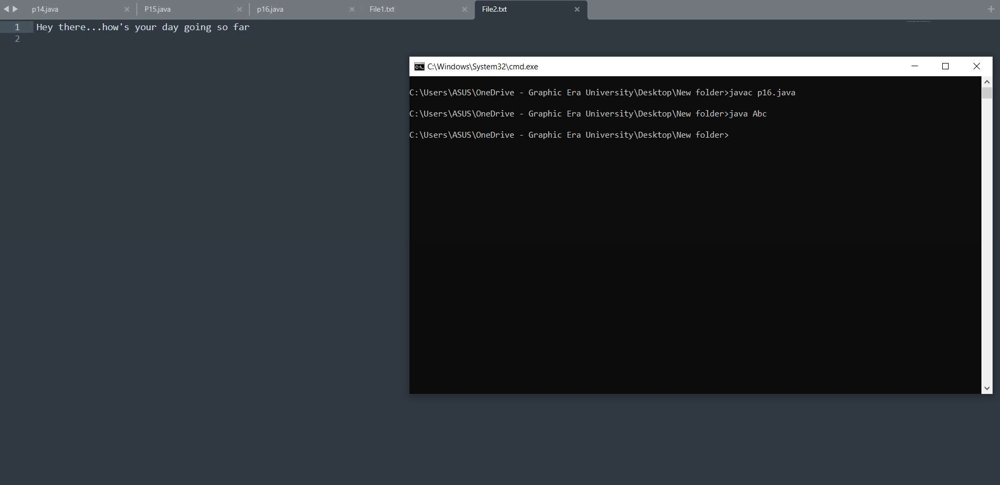 p14.java
P15.java
p16.java
File1.txt
File2.txt
1 Hey there...how's your day going so far
2
C:\Windows\System32\cmd.exe
C:\Users\ASUS\OneDrive - Graphic Era University\Desktop\New folder>javac p16.java
C:\Users\ASUS\OneDrive - Graphic Era University\Desktop\New folder>java Abc
C:\Users\ASUS\OneDrive - Graphic Era University\Desktop\New folder>